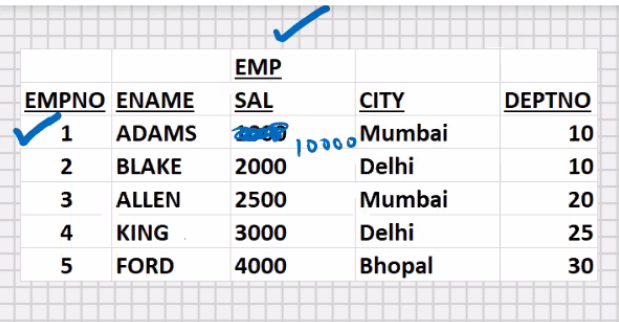 EMP
EMPNO ENAME SAL CITY DEPTNO
1 ADAMS 10000 Mumbai 10
2 BLAKE 2000 Delhi 10
3 ALLEN 2500 Mumbai 20
4 KING 3000 Delhi 25
5 FORD 4000 Bhopal 30